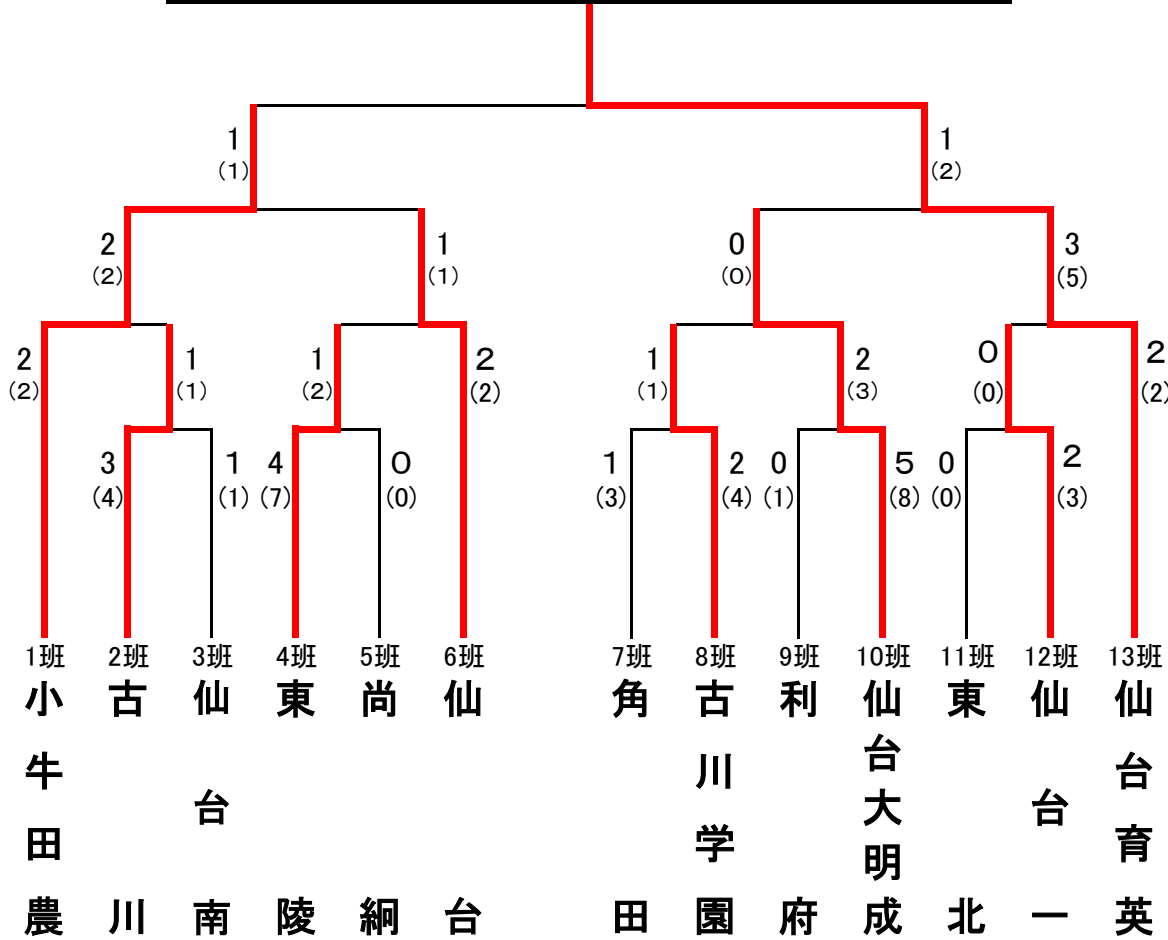 1 1
(1) (2)
2 1 0 3
(2) (1) (0) (5)
2 1 1 2 1 2 0 2
(2) (1) (2) (2) (1) (3) (0) (2)
3 1 4 0 1 2 0 5 0 2
(4) (1) (7) (0) (3) (4) (1) (8) (0) (3)
1班 2班 3班 4班 5班 6班 7班 8班 9班 10班 11班 12班 13班
小牛田農
古川
仙台南
東陵
尚絅
仙台
角田
古川学園
利府
仙台大明成
東北
仙台一
仙台育英